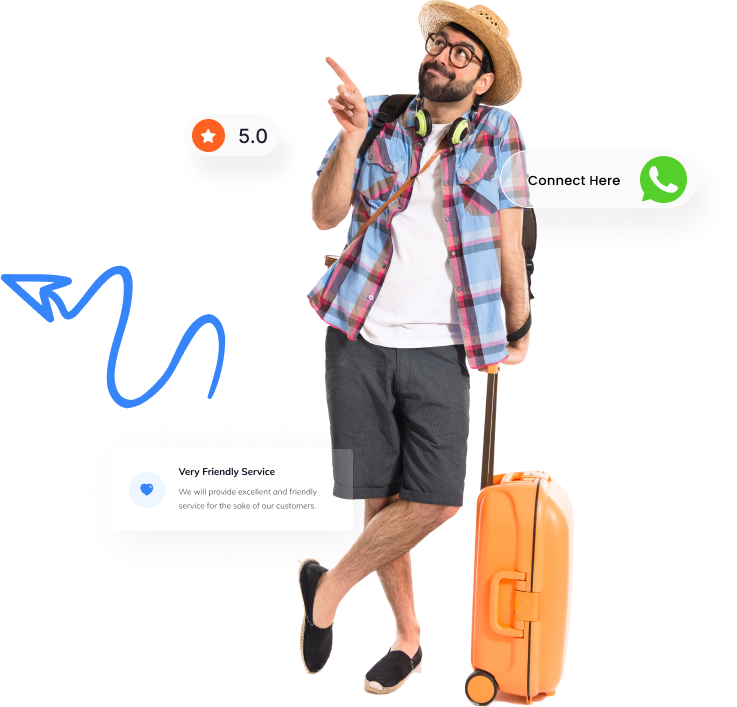 5.0
Connect Here
Very Friendly Service
We will provide excellent and friendly
service for the sake of our customers.